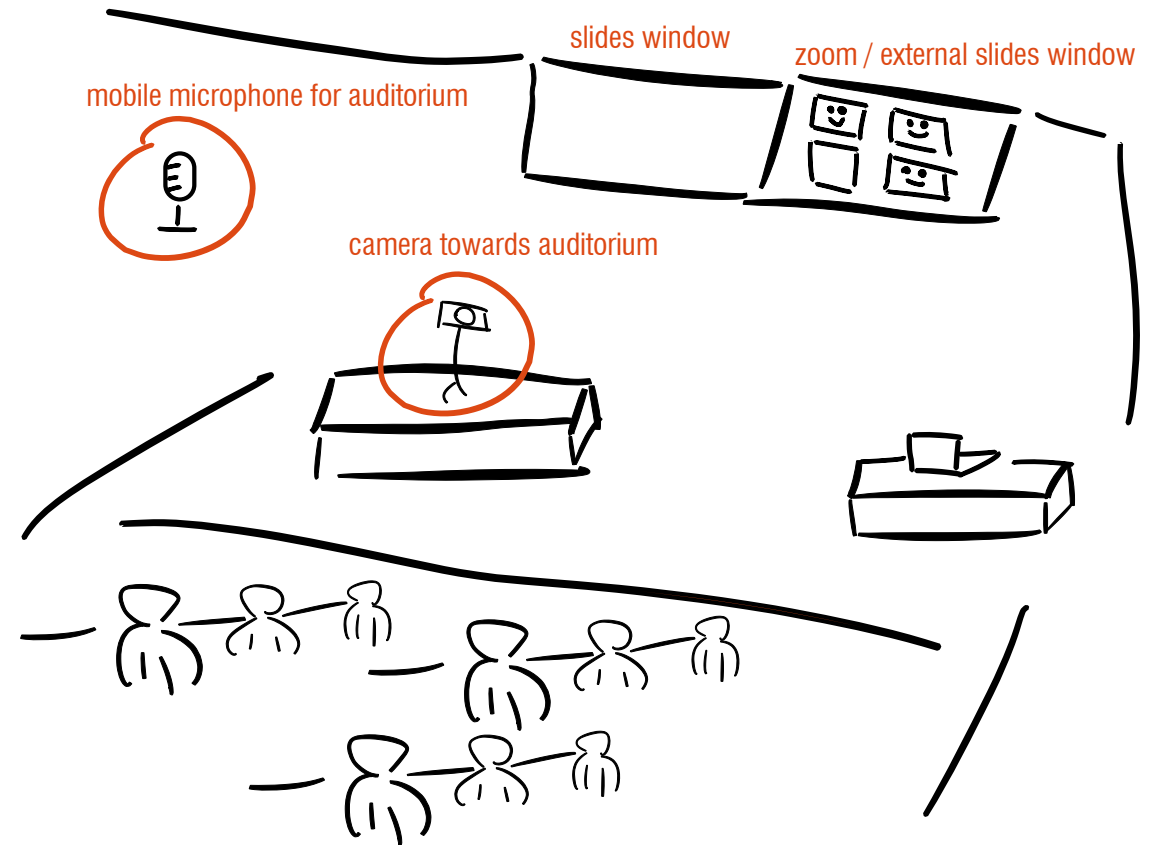 slides window
zoom / external slides window
mobile microphone for auditorium
camera towards auditorium